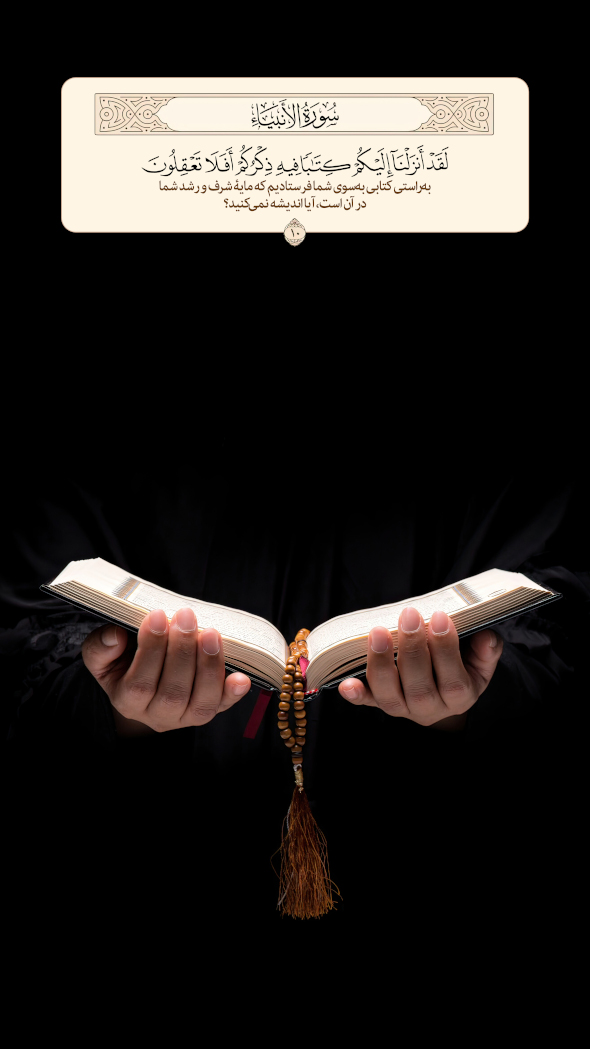 سُورَةُ الأَنبِيَاءِ
لَقَدْ أَنزَلْنَآ إِلَيْكُمْ كِتَٰبًا فِيهِ ذِكْرُكُمْ أَفَلَا تَعْقِلُونَ
به‌راستی کتابی به‌سوی شما فرستادیم که مایهٔ شرف و رشد شما
در آن است، آیا اندیشه نمی‌کنید؟
۱۰